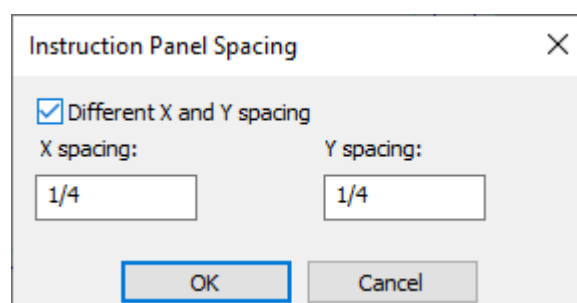 Instruction Panel Spacing
Different X and Y spacing
X spacing: Y spacing:
1/4 1/4
OK Cancel